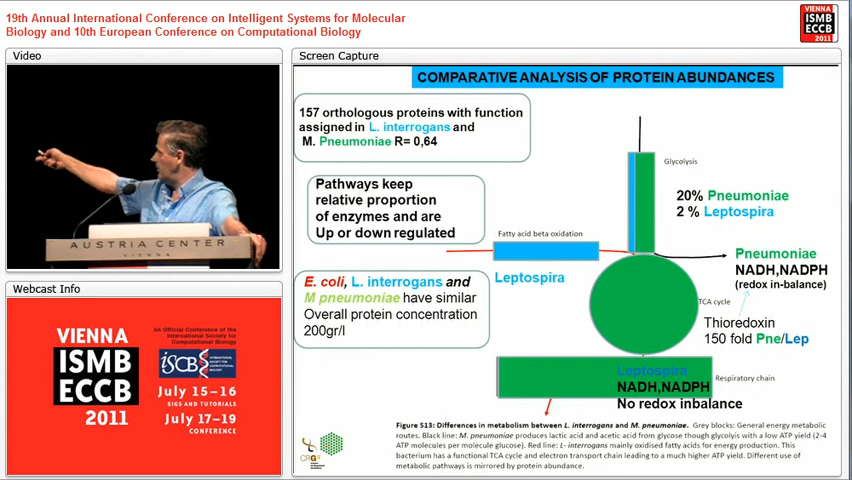 19th Annual International Conference on Intelligent Systems for Molecular
Biology and 10th European Conference on Computational Biology
VIENNA
ISMB
ECCB
2011
Video
AUSTRIA CENTER
VIENNA
Webcast Info
VIENNA
ISMB
ECCB
2011
An Official Conference of the
International Society for
Computational Biology
ISCB
INTERNATIONAL
SOCIETY FOR
COMPUTATIONAL
BIOLOGY
July 15-16
SIGS AND TUTORIALS
July 17-19
CONFERENCE
Screen Capture
COMPARATIVE ANALYSIS OF PROTEIN ABUNDANCES
157 orthologous proteins with function
assigned in L. interrogans and
M. Pneumoniae R= 0,64
Pathways keep
relative proportion
of enzymes and are
Up or down regulated
E. coli, L. interrogans and
M pneumoniae have similar
Overall protein concentration
200gr/l
Glycolysis
20% Pneumoniae
2 % Leptospira
Fatty acid beta oxidation
Leptospira
Pneumoniae
NADH,NADPH
(redox in-balance)
TCA cycle
Thioredoxin
150 fold Pne/Lep
Leptospira
NADH,NADPH
No redox inbalance
Respiratory chain
Figure S13: Differences in metabolism between L. interrogans and M. pneumoniae. Grey blocks: General energy metabolic
routes. Black line: M. pneumoniae produces lactic acid and acetic acid from glucose though glycolysis with a low ATP yield (2-4
ATP molecules per molecule glucose). Red line: L- interrogans mainly oxidised fatty acids for energy production. This
bacterium has a functional TCA cycle and electron transport chain leading to a much higher ATP yield. Different use of
metabolic pathways is mirrored by protein abundance.
CRG